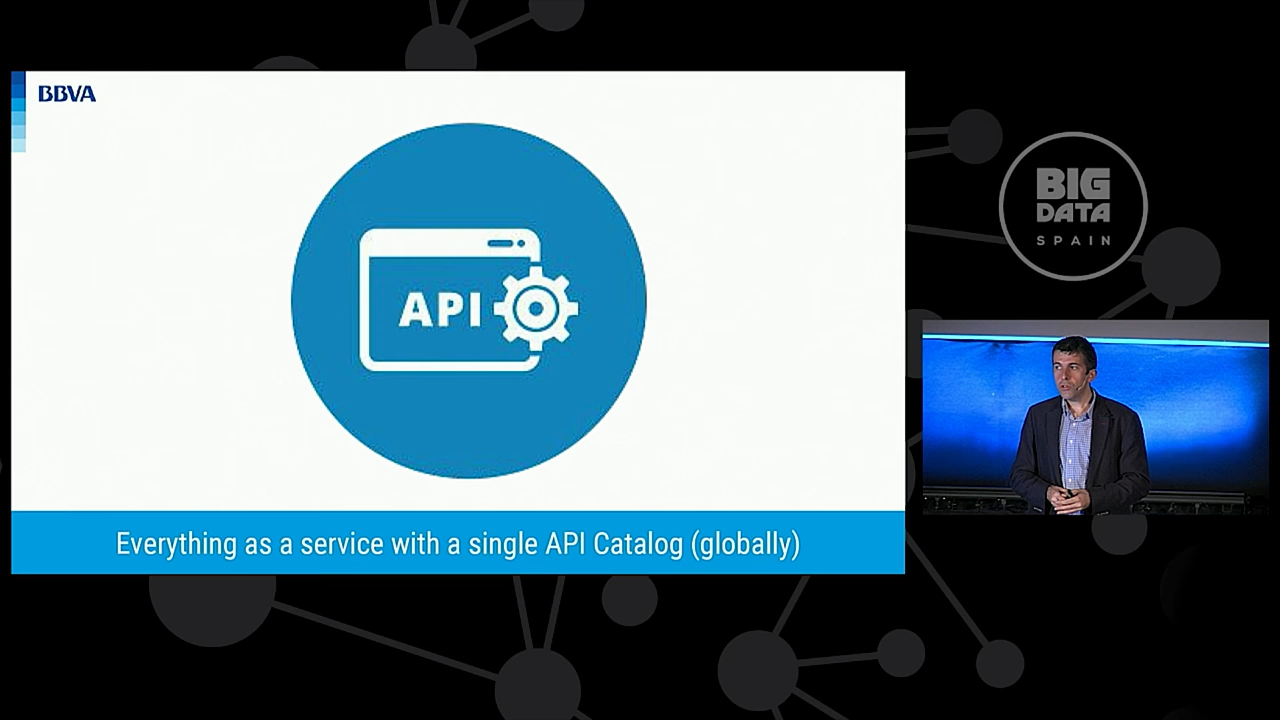 BBVA
API
Everything as a service with a single API Catalog (globally)
BIG
DATA
SPAIN